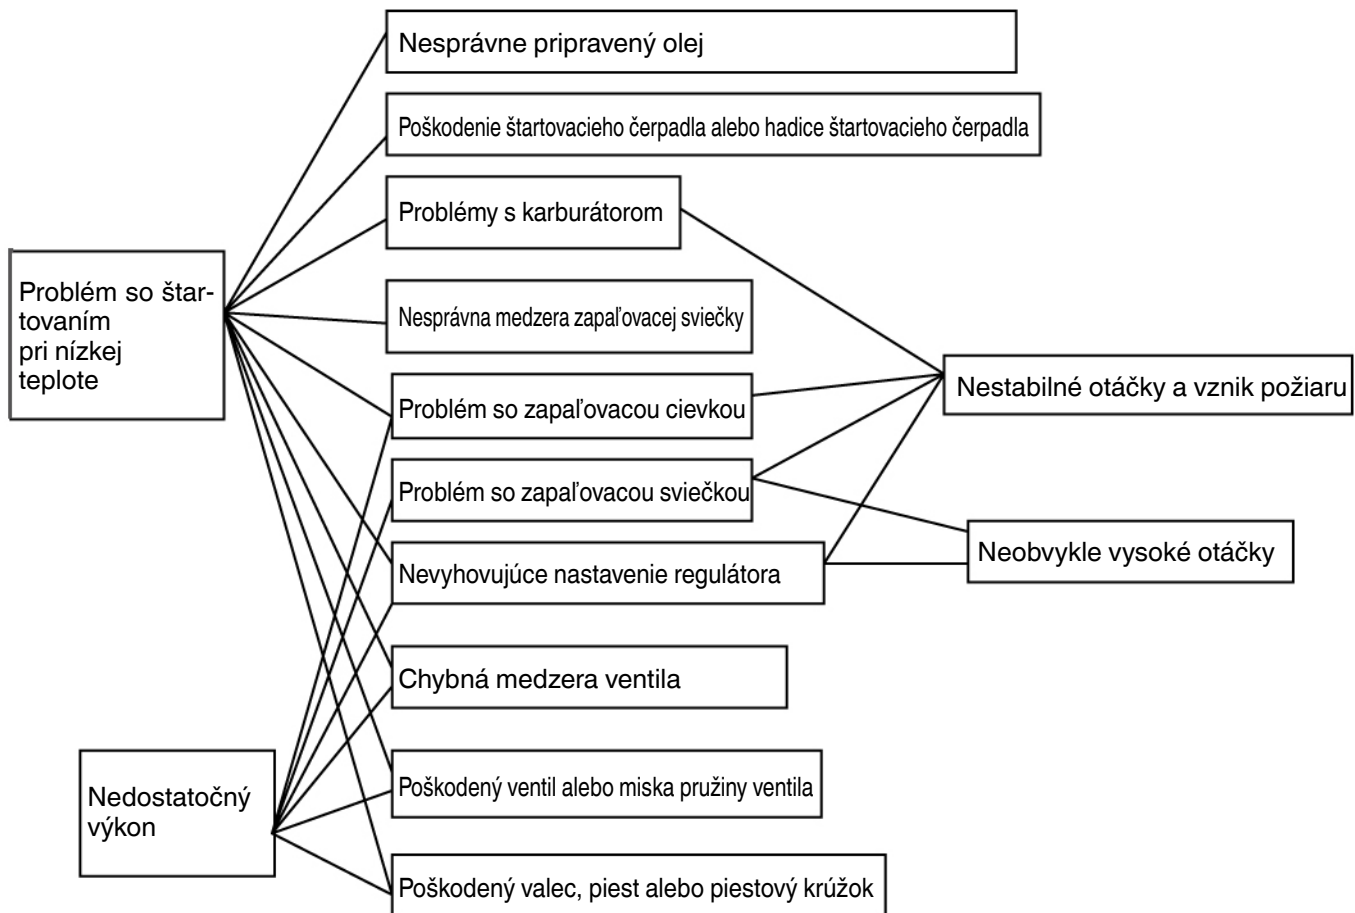 Nesprávne pripravený olej
Poškodenie štartovacieho čerpadla alebo hadice štartovacieho čerpadla
Problémy s karburátorom
Problém so štar-
tovaním
pri nízkej
teplote
Nesprávna medzera zapaľovacej sviečky
Nestabilné otáčky a vznik požiaru
Problém so zapaľovacou cievkou
Problém so zapaľovacou sviečkou
Neobvykle vysoké otáčky
Nevyhovujúce nastavenie regulátora
Chybná medzera ventila
Nedostatočný
výkon
Poškodený ventil alebo miska pružiny ventila
Poškodený valec, piest alebo piestový krúžok